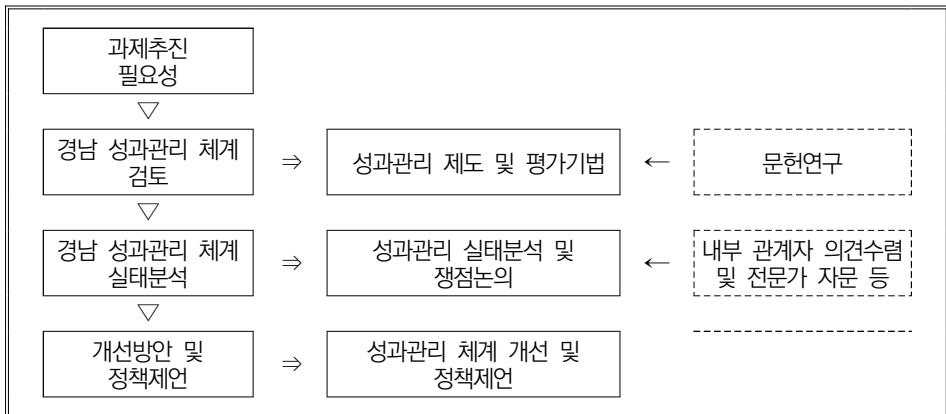 과제추진
필요성
▽
경남 성과관리 체계
검토
⇒
성과관리 제도 및 평가기법
←
문헌연구
▽
경남 성과관리 체계
실태분석
⇒
성과관리 실태분석 및
쟁점논의
←
내부 관계자 의견수렴
및 전문가 자문 등
▽
개선방안 및
정책제언
⇒
성과관리 체계 개선 및
정책제언